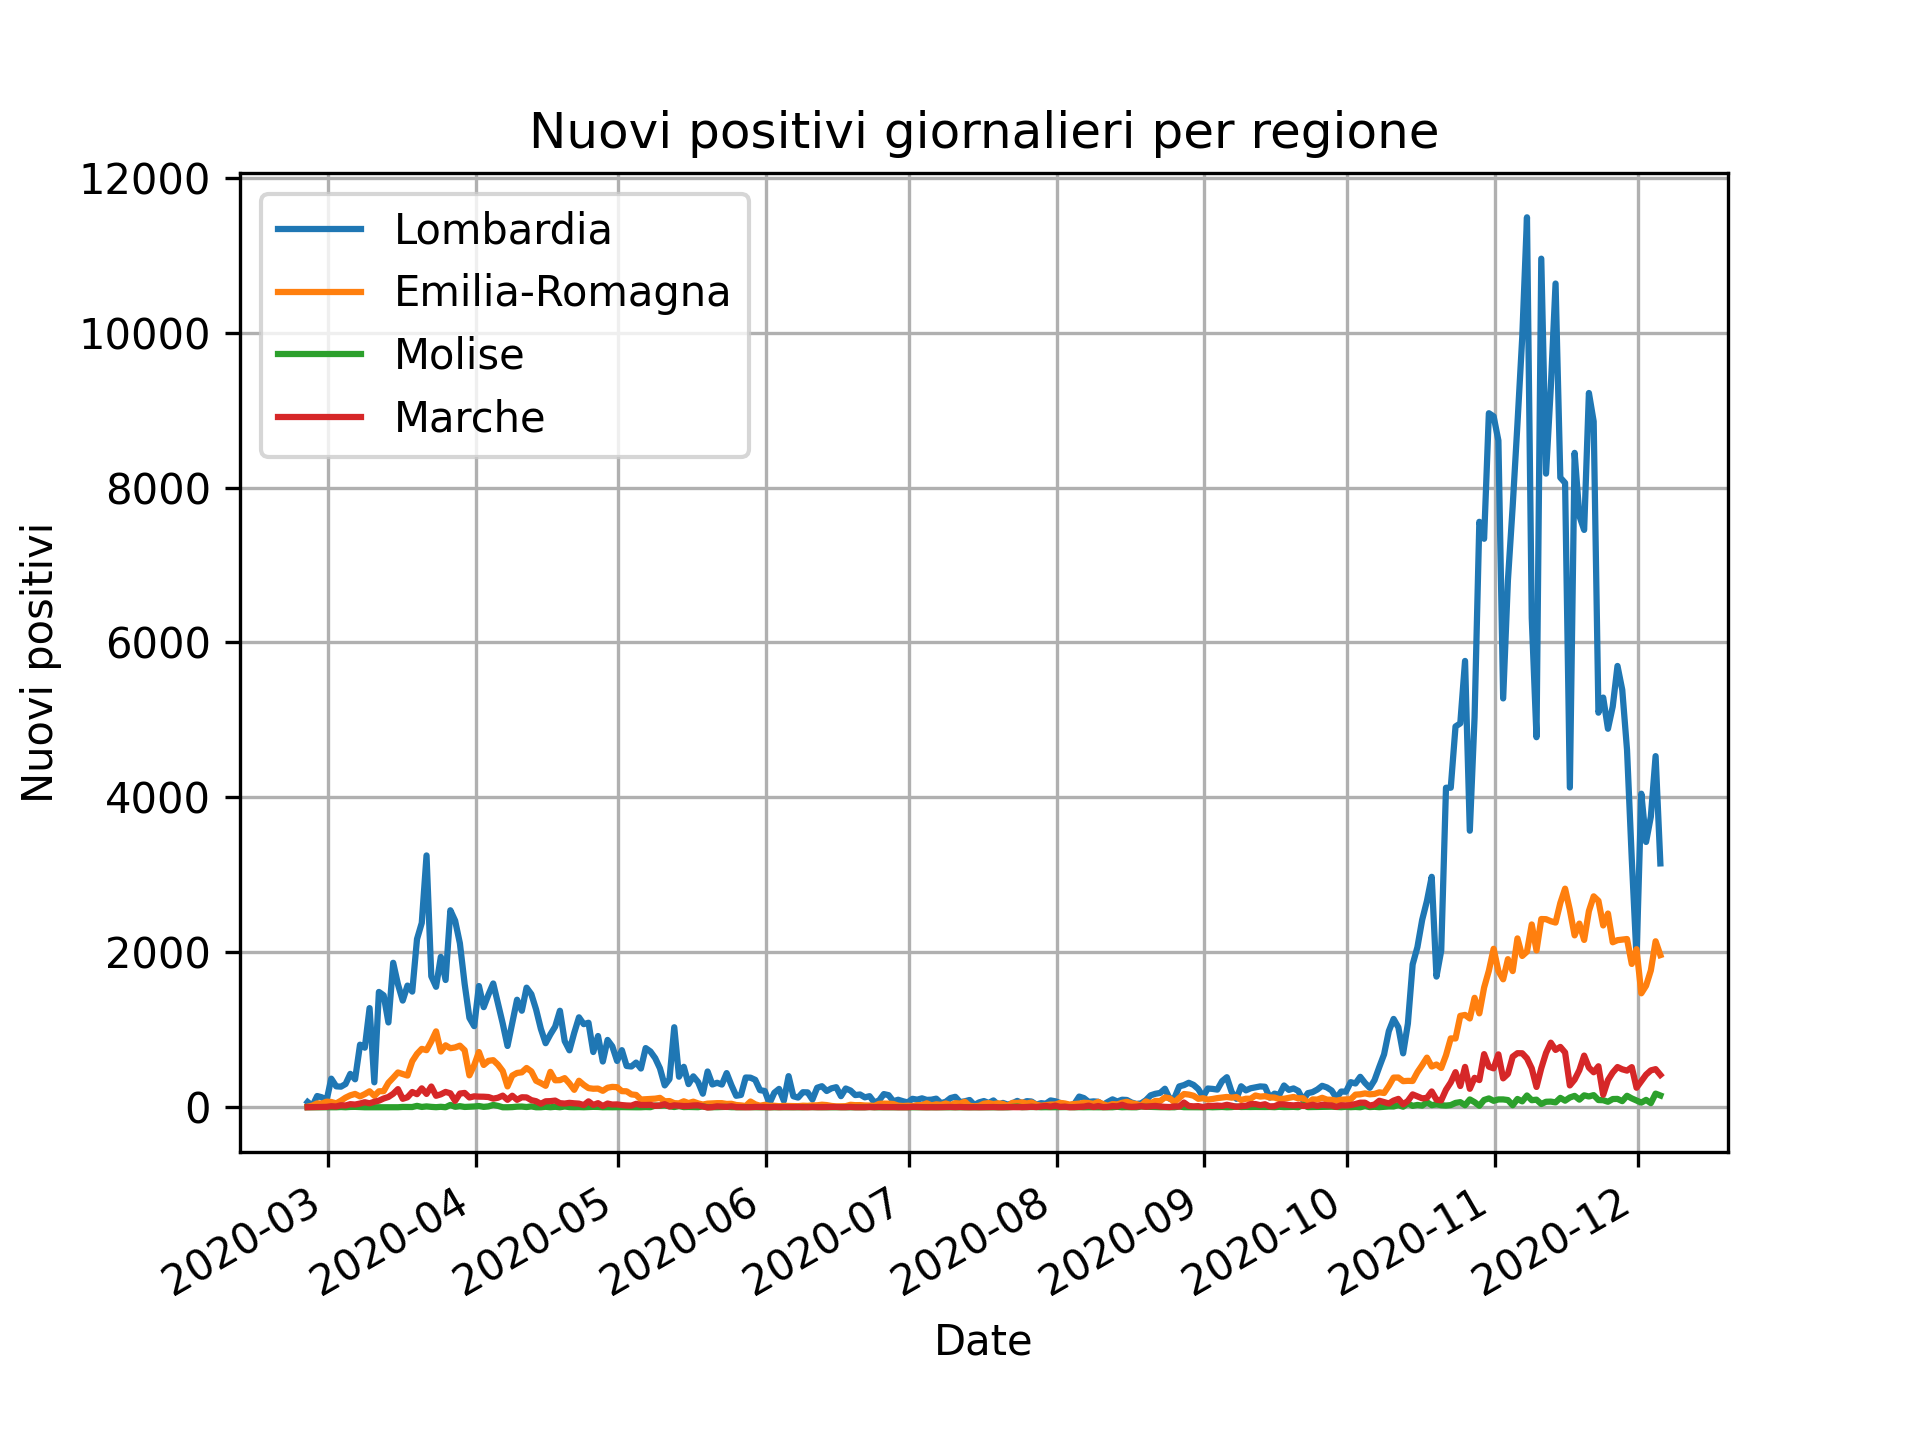 Nuovi positivi giornalieri per regione
12000
10000
8000
6000
4000
2000
0
Nuovi positivi
Lombardia
Emilia-Romagna
Molise
Marche
2020-03
2020-04
2020-05
2020-06
2020-07
2020-08
2020-09
2020-10
2020-11
2020-12
Date